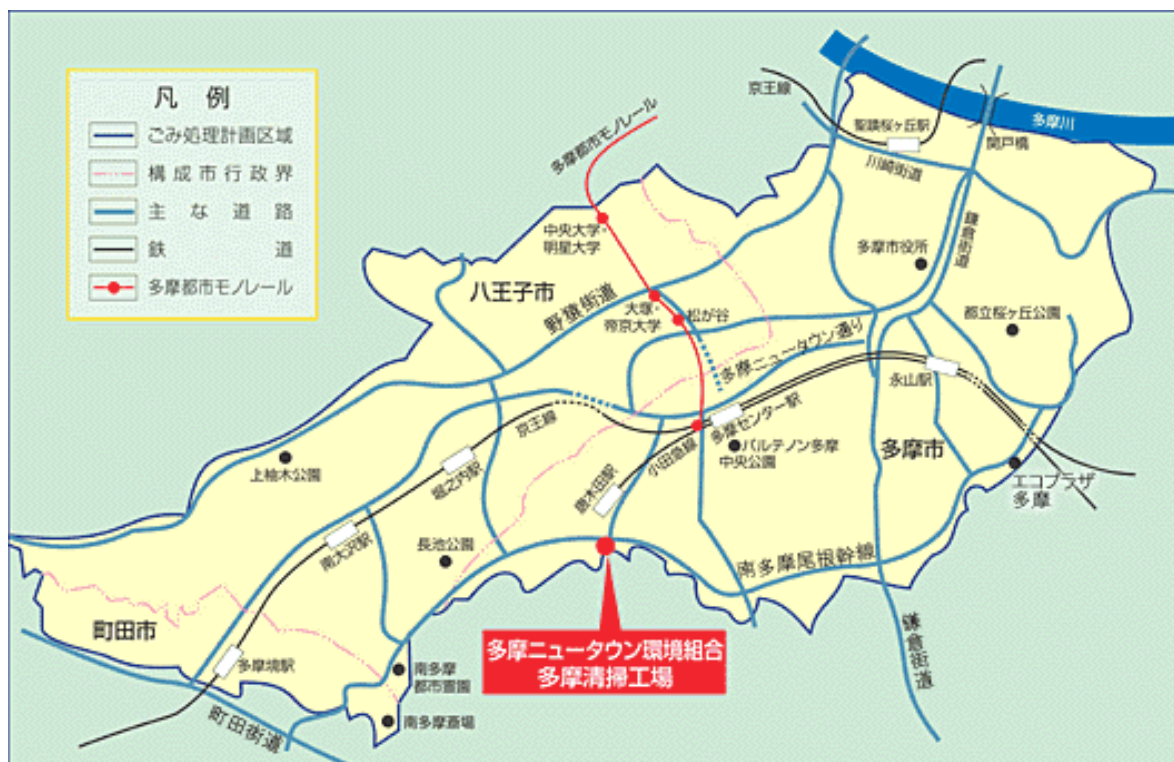 凡例
ごみ処理計画区域
構成市行政界
主な道路
鉄道
多摩都市モノレール
京王線
聖蹟桜ヶ丘駅
多摩川
関戸橋
川崎街道
鎌倉街道
多摩都市モノレール
中央大学・
明星大学
多摩市役所
八王子市
野猿街道
大塚・
帝京大学
松が谷
都立桜ヶ丘公園
多摩ニュータウン通り
永山駅
京王線
多摩センター駅
小田急線
パルテノン多摩
中央公園
多摩市
上柚木公園
堀之内駅
唐木田駅
エコプラザ
多摩
南大沢駅
長池公園
南多摩尾根幹線
町田市
多摩ニュータウン環境組合
多摩清掃工場
鎌倉街道
多摩境駅
南多摩
都市霊園
町田街道
南多摩斎場